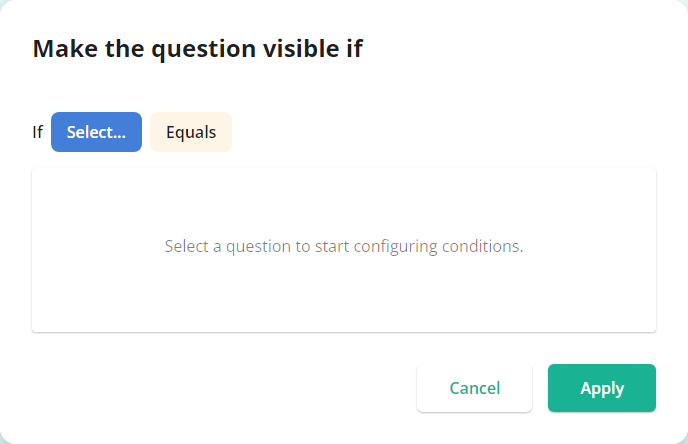 Make the question visible if
If Select... Equals
Select a question to start configuring conditions.
Cancel Apply